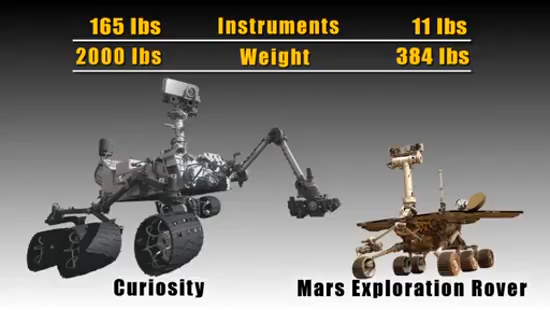 165 lbs Instruments 11 lbs
2000 lbs Weight 384 lbs
Curiosity Mars Exploration Rover